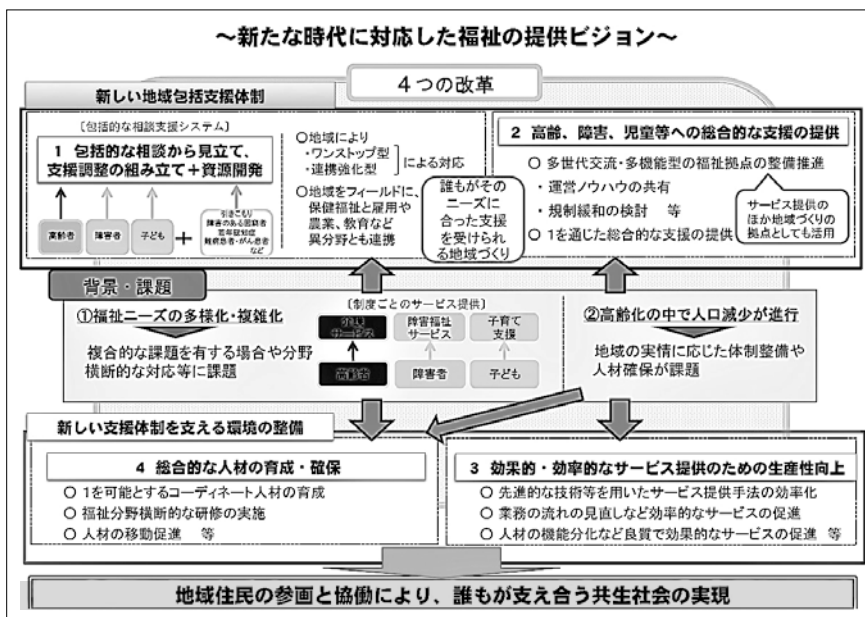 ～新たな時代に対応した福祉の提供ビジョン～
4つの改革
新しい地域包括支援体制
〔包括的な相談支援システム〕
1 包括的な相談から見立て、
支援調整の組み立て＋資源開発
高齢者
障害者
子ども
＋
引きこもり
障害のある困窮者
若年認知症
難病患者・がん患者
など
○地域により
・ワンストップ型
・連携強化型
による対応
○地域をフィールドに、
保健福祉と雇用や
農業、教育など
異分野とも連携
誰もがその
ニーズに
合った支援
を受けられ
る地域づくり
2 高齢、障害、児童等への総合的な支援の提供
○ 多世代交流・多機能型の福祉拠点の整備推進
・運営ノウハウの共有
・規制緩和の検討 等
○ 1を通じた総合的な支援の提供
サービス提供の
ほか地域づくりの
拠点としても活用
背景・課題
①福祉ニーズの多様化・複雑化
複合的な課題を有する場合や分野
横断的な対応等に課題
〔制度ごとのサービス提供〕
サービス
高齢者
障害福祉
サービス
障害者
子育て
支援
子ども
②高齢化の中で人口減少が進行
地域の実情に応じた体制整備や
人材確保が課題
新しい支援体制を支える環境の整備
4 総合的な人材の育成・確保
○ 1を可能とするコーディネート人材の育成
○ 福祉分野横断的な研修の実施
○ 人材の移動促進 等
3 効果的・効率的なサービス提供のための生産性向上
○ 先進的な技術等を用いたサービス提供手法の効率化
○ 業務の流れの見直しなど効率的なサービスの促進
○ 人材の機能分化など良質で効果的なサービスの促進 等
地域住民の参画と協働により、誰もが支え合う共生社会の実現